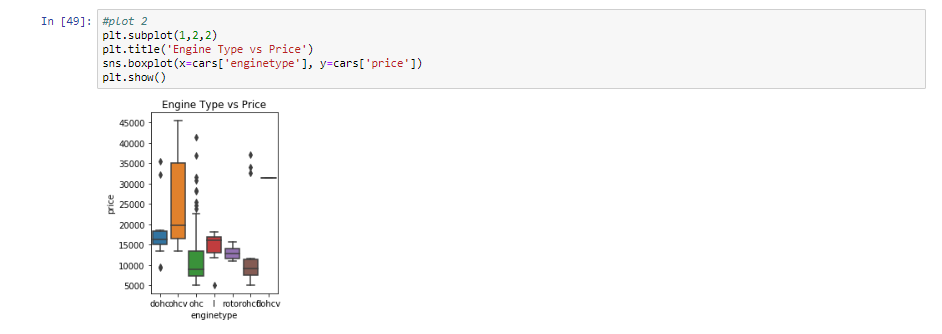 In [49]: #plot 2
plt.subplot(1,2,2)
plt.title('Engine Type vs Price')
sns.boxplot(x=cars['enginetype'], y=cars['price'])
plt.show()
Engine Type vs Price
45000
40000
35000
30000
25000
20000
15000
10000
5000
price
dohc ohcv ohc l rotor ohcf dohcv
enginetype